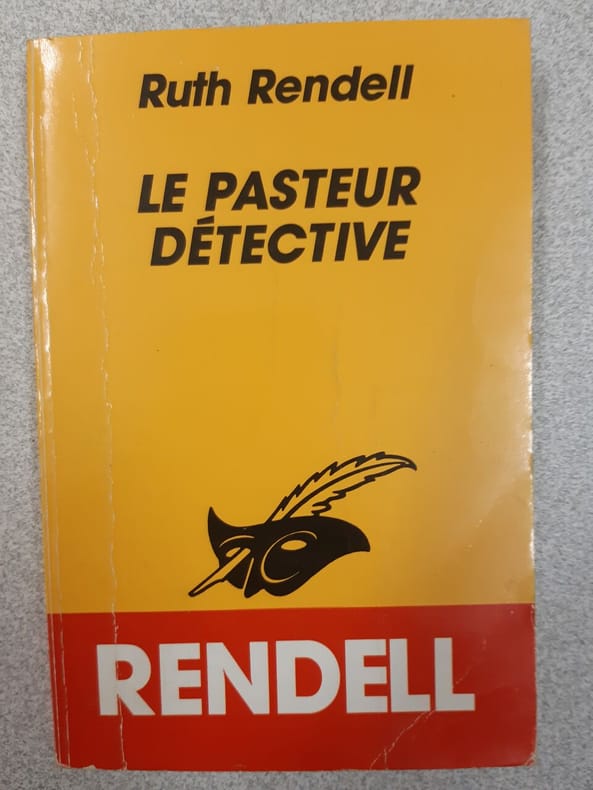 Ruth Rendell
LE PASTEUR
DÉTECTIVE
RENDELL